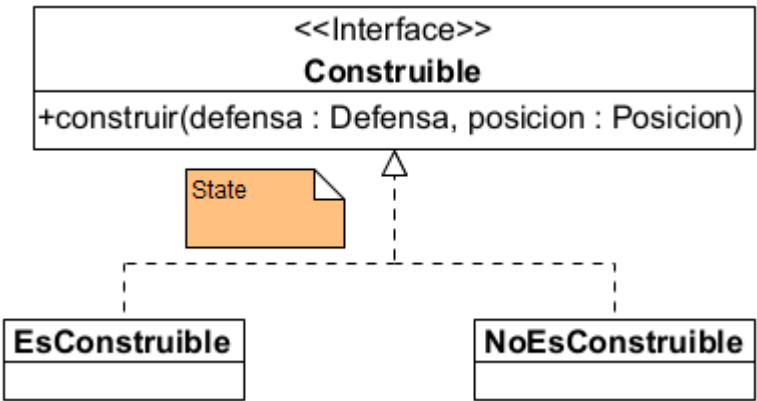 <<Interface>>
Construible
+construir(defensa : Defensa, posicion : Posicion)
State
EsConstruible
NoEsConstruible